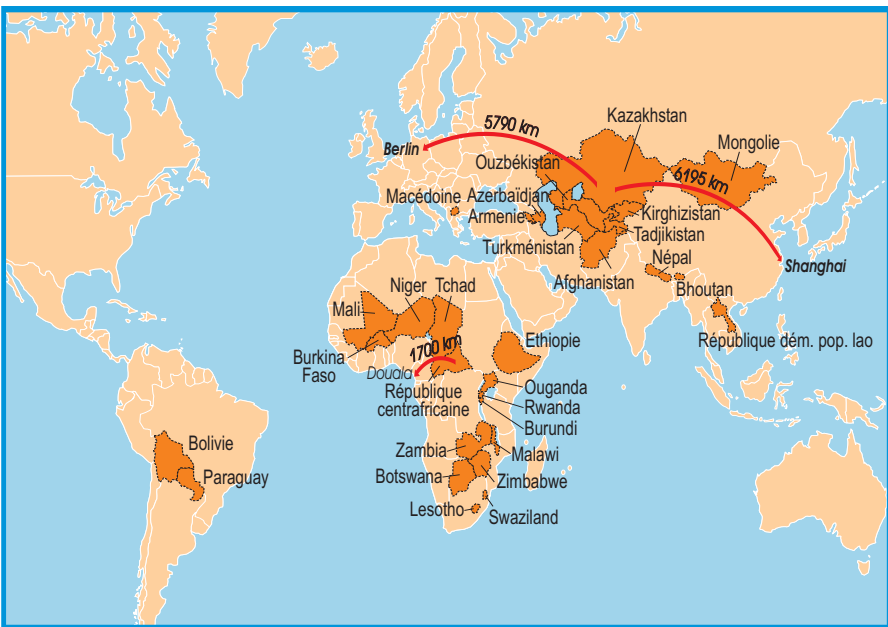 Kazakhstan
5790 km
Mongolie
Berlin
Ouzbékistan
6195 km
Macédoine
Azerbaïdjan
Armenie
Kirghizistan
Tadjikistan
Turkménistan
Népal
Shanghai
Afghanistan
Bhoutan
Niger
Tchad
Mali
Ethiopie
République dém. pop. lao
1700 km
Burkina
Faso
Douala
République
centrafricaine
Ouganda
Rwanda
Burundi
Bolivie
Zambia
Malawi
Paraguay
Botswana
Zimbabwe
Lesotho
Swaziland